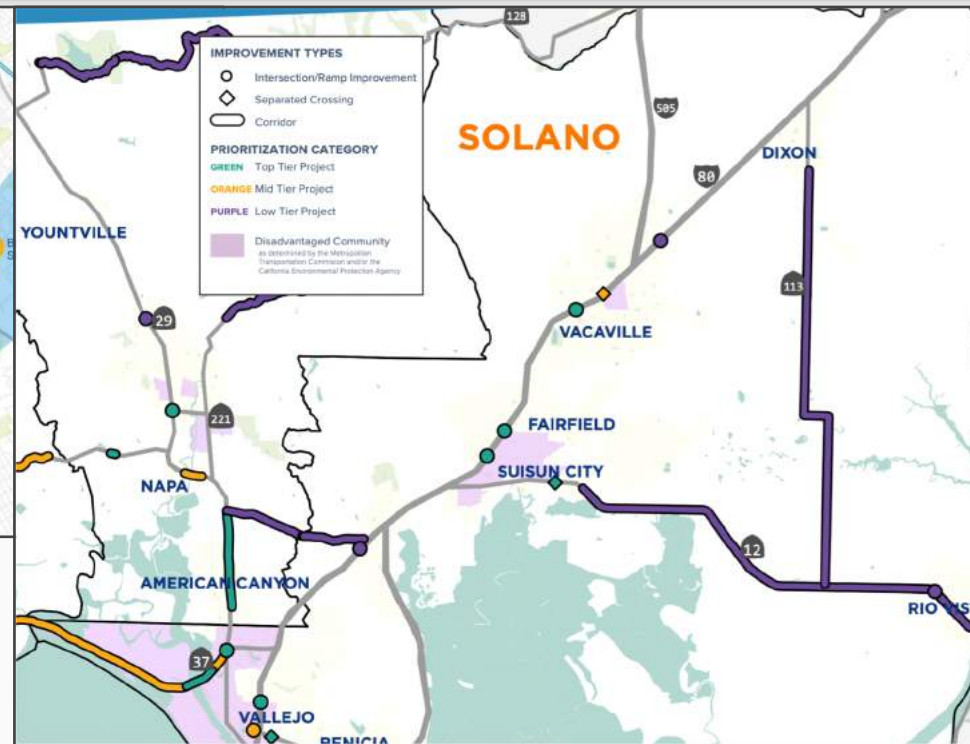 128
IMPROVEMENT TYPES
Intersection/Ramp Improvement
Separated Crossing
Corridor
PRIORITIZATION CATEGORY
GREEN Top Tier Project
ORANGE Mid Tier Project
PURPLE Low Tier Project
Disadvantaged Community
as determined by the Metropolitan
Transportation Commission and/or the
California Environmental Protection Agency
505
SOLANO
DIXON
80
YOUNTVILLE
B
S
113
29
VACAVILLE
221
FAIRFIELD
SUISUN CITY
NAPA
12
AMERICAN CANYON
RIO VIS
37
VALLEJO
BENICIA